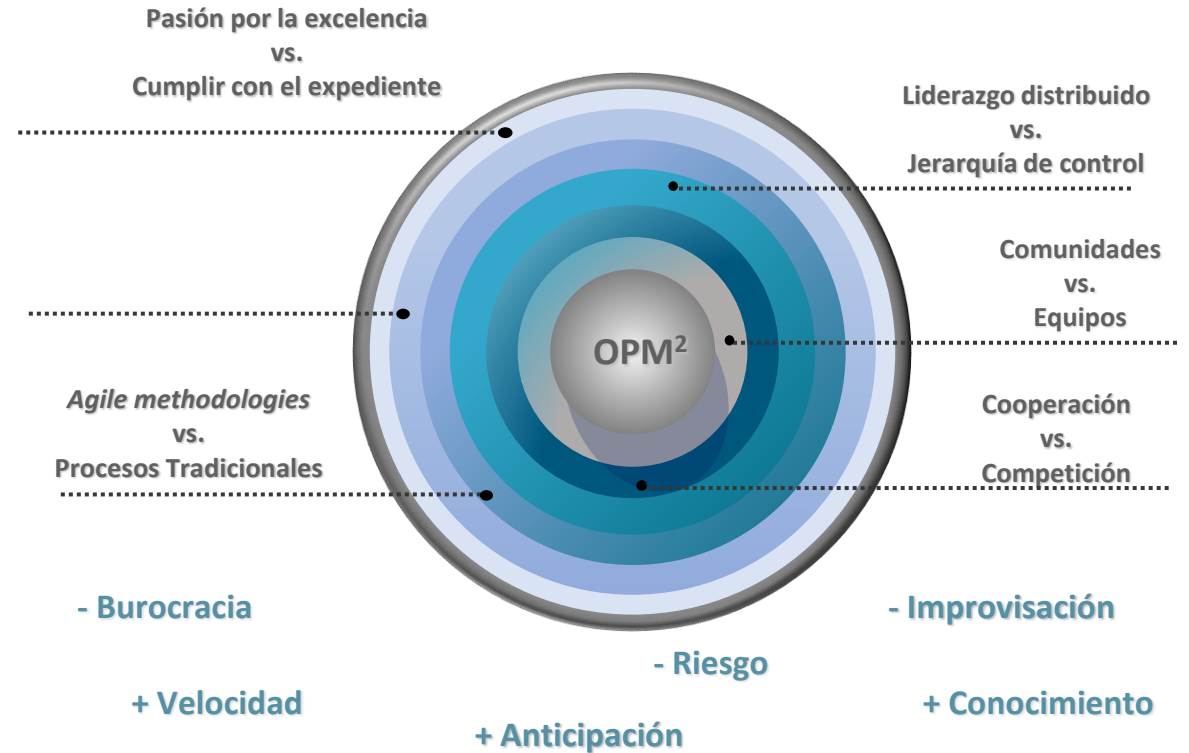 Pasión por la excelencia
vs.
Cumplir con el expediente
Liderazgo distribuido
vs.
Jerarquía de control
Comunidades
vs.
Equipos
OPM²
Agile methodologies
vs.
Procesos Tradicionales
Cooperación
vs.
Competición
- Burocracia
- Improvisación
- Riesgo
+ Velocidad
+ Conocimiento
+ Anticipación